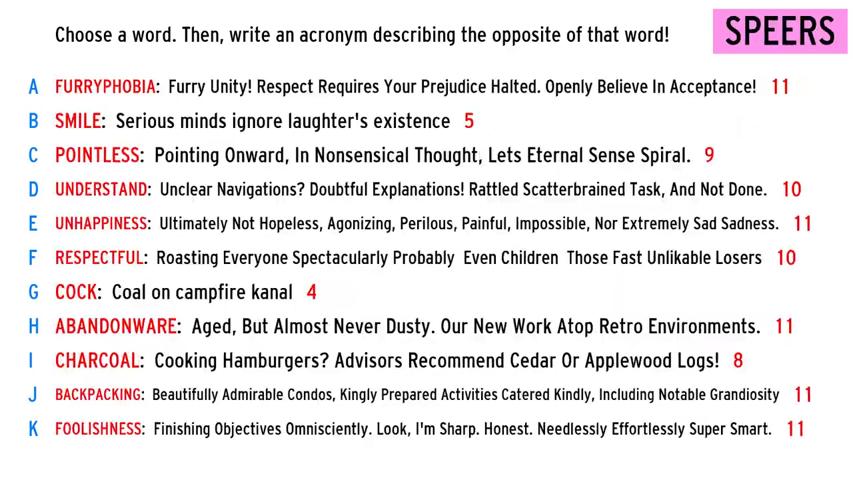 Choose a word. Then, write an acronym describing the opposite of that word!
SPEERS
A FURRYPHOBIA: Furry Unity! Respect Requires Your Prejudice Halted. Openly Believe In Acceptance! 11
B SMILE: Serious minds ignore laughter's existence 5
C POINTLESS: Pointing Onward, In Nonsensical Thought, Lets Eternal Sense Spiral. 9
D UNDERSTAND: Unclear Navigations? Doubtful Explanations! Rattled Scatterbrained Task, And Not Done. 10
E UNHAPPINESS: Ultimately Not Hopeless, Agonizing, Perilous, Painful, Impossible, Nor Extremely Sad Sadness. 11
F RESPECTFUL: Roasting Everyone Spectacularly Probably Even Children Those Fast Unlikable Losers 10
G COCK: Coal on campfire kanal 4
H ABANDONWARE: Aged, But Almost Never Dusty. Our New Work Atop Retro Environments. 11
I CHARCOAL: Cooking Hamburgers? Advisors Recommend Cedar Or Applewood Logs! 8
J BACKPACKING: Beautifully Admirable Condos, Kingly Prepared Activities Catered Kindly, Including Notable Grandiosity 11
K FOOLISHNESS: Finishing Objectives Omnisciently. Look, I'm Sharp. Honest. Needlessly Effortlessly Super Smart. 11